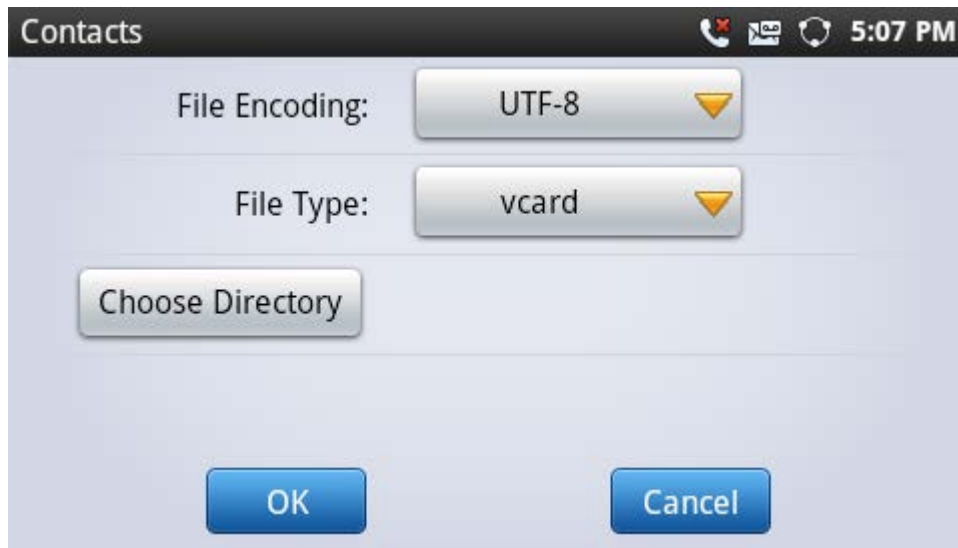 Contacts 5:07 PM
File Encoding: UTF-8
File Type: vcard
Choose Directory
OK Cancel